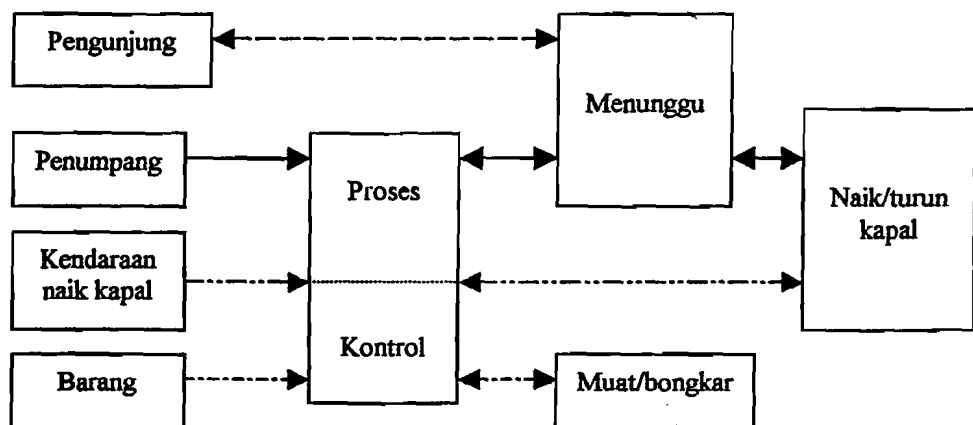 Pengunjung
Menunggu
Penumpang
Proses
Naik/turun
kapal
Kendaraan
naik kapal
Kontrol
Barang
Muat/bongkar